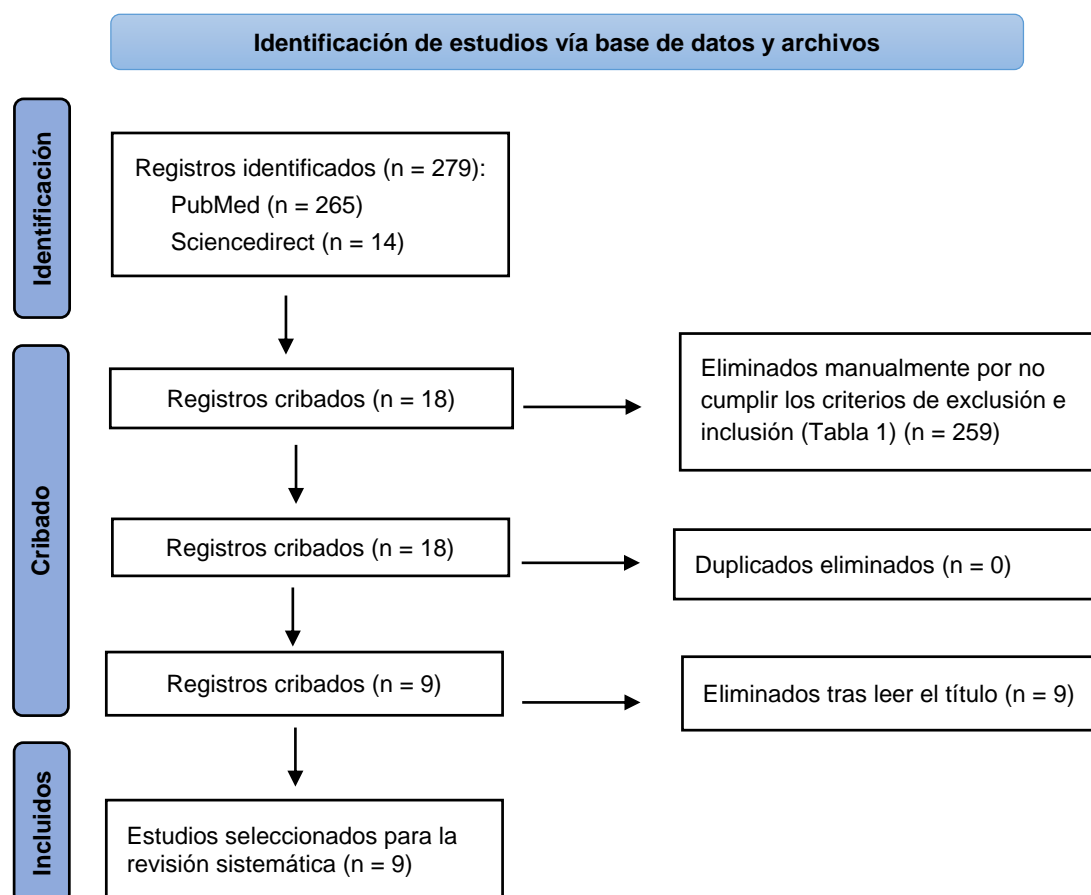 Identificación de estudios vía base de datos y archivos
Identificación
Registros identificados (n = 279):
PubMed (n = 265)
Sciencedirect (n = 14)
Cribado
Registros cribados (n = 18)
Eliminados manualmente por no
cumplir los criterios de exclusión e
inclusión (Tabla 1) (n = 259)
Registros cribados (n = 18)
Duplicados eliminados (n = 0)
Registros cribados (n = 9)
Eliminados tras leer el título (n = 9)
Incluidos
Estudios seleccionados para la
revisión sistemática (n = 9)